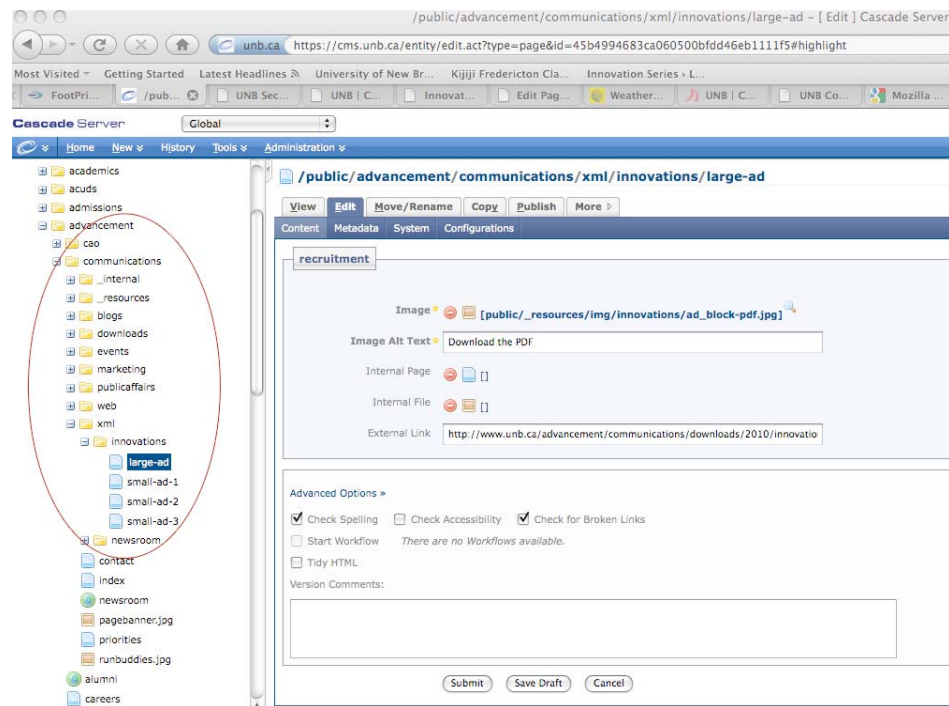 /public/advancement/communications/xml/innovations/large-ad – [ Edit ] Cascade Server
unb.ca https://cms.unb.ca/entity/edit.act?type=page&id=45b4994683ca060500bfdd46eb1111f5#highlight
Most Visited Getting Started Latest Headlines University of New Br... Kijiji Fredericton Cla... Innovation Series › L...
FootPri... /pub... UNB Sec... UNB | C... Innovat... Edit Pag... Weather... UNB | C... UNB Co... Mozilla ...
Cascade Server Global
Home New History Tools Administration
academics
acuds
admissions
advancement
cao
communications
_internal
_resources
blogs
downloads
events
marketing
publicaffairs
web
xml
innovations
large-ad
small-ad-1
small-ad-2
small-ad-3
newsroom
contact
index
newsroom
pagebanner.jpg
priorities
runbuddies.jpg
alumni
careers
/public/advancement/communications/xml/innovations/large-ad
View Edit Move/Rename Copy Publish More
Content Metadata System Configurations
recruitment
Image [public/_resources/img/innovations/ad_block-pdf.jpg]
Image Alt Text Download the PDF
Internal Page []
Internal File []
External Link http://www.unb.ca/advancement/communications/downloads/2010/innovatio
Advanced Options »
Check Spelling Check Accessibility Check for Broken Links
Start Workflow There are no Workflows available.
Tidy HTML
Version Comments:
Submit Save Draft Cancel